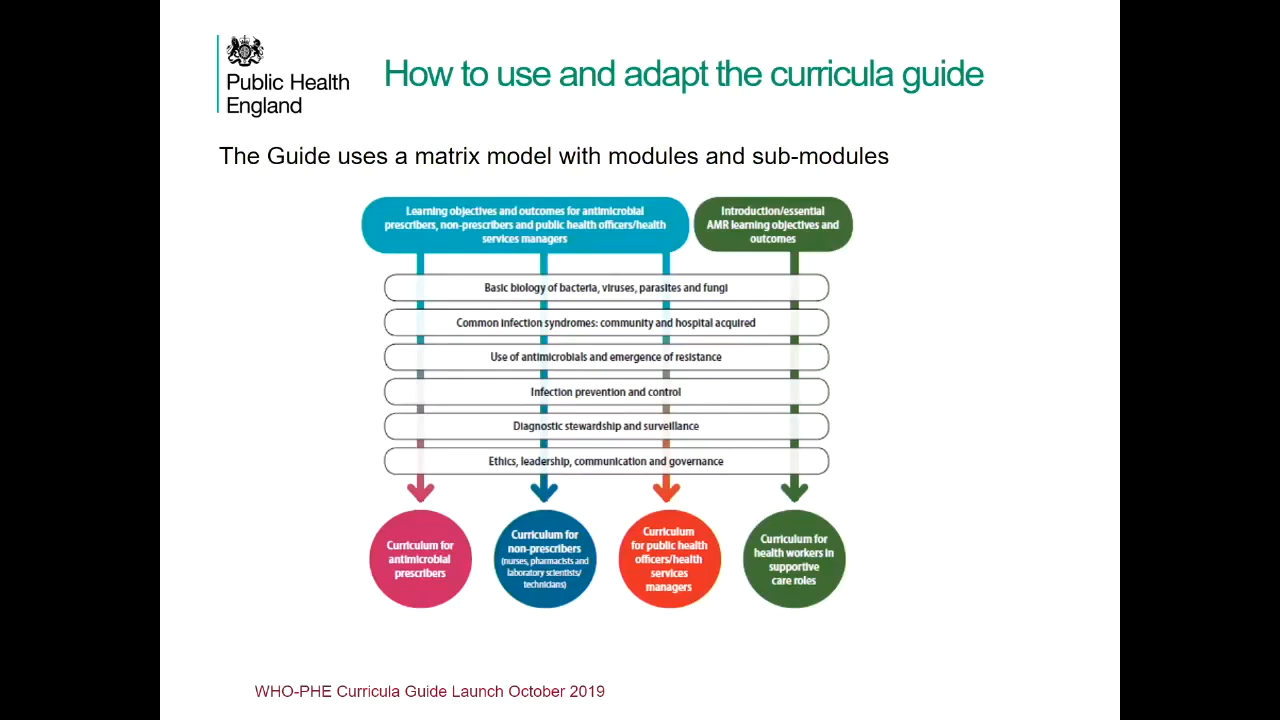 Public Health
England
How to use and adapt the curricula guide
The Guide uses a matrix model with modules and sub-modules
Learning objectives and outcomes for antimicrobial
prescribers, non-prescribers and public health officers/health
services managers
Introduction/essential
AMR learning objectives and
outcomes
Basic biology of bacteria, viruses, parasites and fungi
Common infection syndromes: community and hospital acquired
Use of antimicrobials and emergence of resistance
Infection prevention and control
Diagnostic stewardship and surveillance
Ethics, leadership, communication and governance
Curriculum for
antimicrobial
prescribers
Curriculum for
non-prescribers
(nurses, pharmacists and
laboratory scientists/
technicians)
Curriculum
for public health
officers/health
services
managers
Curriculum for
health workers in
supportive
care roles
WHO-PHE Curricula Guide Launch October 2019